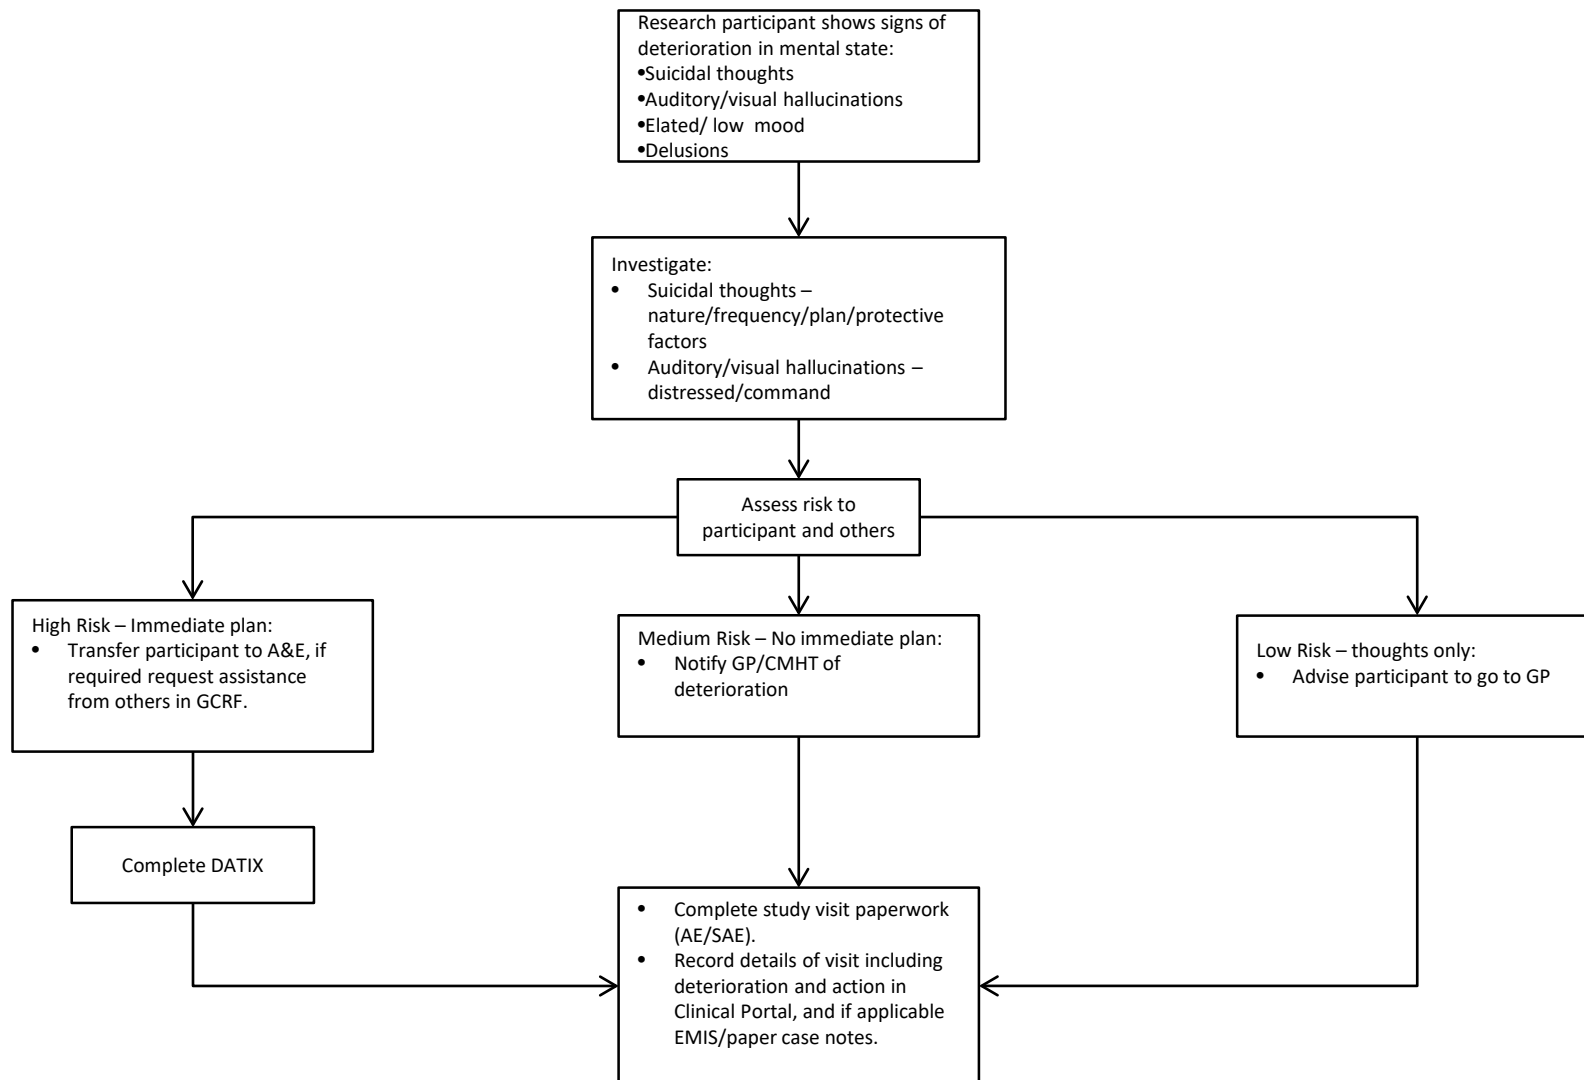 Research participant shows signs of
deterioration in mental state:
•Suicidal thoughts
•Auditory/visual hallucinations
•Elated/ low  mood
•Delusions
Investigate:
• Suicidal thoughts –
nature/frequency/plan/protective
factors
• Auditory/visual hallucinations –
distressed/command
Assess risk to
participant and others
High Risk – Immediate plan:
• Transfer participant to A&E, if
required request assistance
from others in GCRF.
Medium Risk – No immediate plan:
• Notify GP/CMHT of
deterioration
Low Risk – thoughts only:
• Advise participant to go to GP
Complete DATIX
• Complete study visit paperwork
(AE/SAE).
• Record details of visit including
deterioration and action in
Clinical Portal, and if applicable
EMIS/paper case notes.